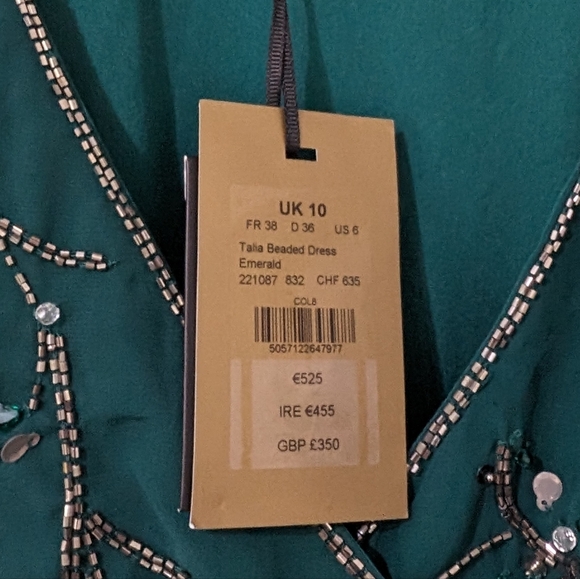 UK 10
FR 38 D 36 US 6
Talia Beaded Dress
Emerald
221087 832 CHF 635
COL8
5057122647977
€525
IRE €455
GBP £350